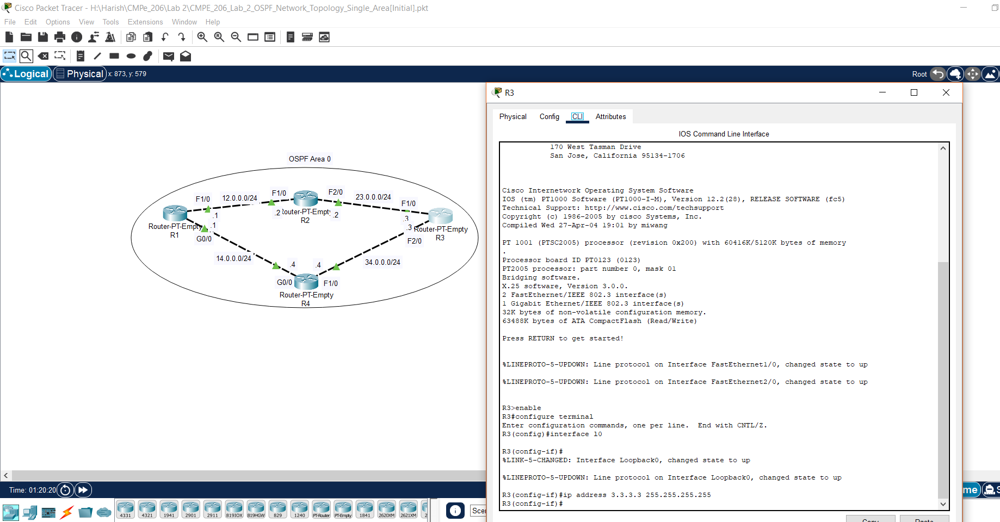 Cisco Packet Tracer - H:\Harish\CMPe_206\Lab 2\CMPE_206_Lab_2_OSPF_Network_Topology_Single_Area[Initial].pkt
File Edit Options View Tools Extensions Window Help
Logical Physical x: 873, y: 579 Root
R3
Physical Config CLI Attributes
IOS Command Line Interface
170 West Tasman Drive
San Jose, California 95134-1706
Cisco Internetwork Operating System Software
IOS (tm) PT1000 Software (PT1000-I-M), Version 12.2(28), RELEASE SOFTWARE (fc5)
Technical Support: http://www.cisco.com/techsupport
Copyright (c) 1986-2005 by cisco Systems, Inc.
Compiled Wed 27-Apr-04 19:01 by miwang
PT 1001 (PTSC2005) processor (revision 0x200) with 60416K/5120K bytes of memory
.
Processor board ID PT0123 (0123)
PT2005 processor: part number 0, mask 01
Bridging software.
X.25 software, Version 3.0.0.
2 FastEthernet/IEEE 802.3 interface(s)
1 Gigabit Ethernet/IEEE 802.3 interface(s)
32K bytes of non-volatile configuration memory.
63488K bytes of ATA CompactFlash (Read/Write)
Press RETURN to get started!
%LINEPROTO-5-UPDOWN: Line protocol on Interface FastEthernet1/0, changed state to up
%LINEPROTO-5-UPDOWN: Line protocol on Interface FastEthernet2/0, changed state to up
R3>enable
R3#configure terminal
Enter configuration commands, one per line.  End with CNTL/Z.
R3(config)#interface l0
R3(config-if)#
%LINK-5-CHANGED: Interface Loopback0, changed state to up
%LINEPROTO-5-UPDOWN: Line protocol on Interface Loopback0, changed state to up
R3(config-if)#ip address 3.3.3.3 255.255.255.255
R3(config-if)#
Copy Paste
OSPF Area 0
F1/0 12.0.0.0/24 F1/0 F2/0 23.0.0.0/24 F1/0
.1 .2 Router-PT-Empty .2 .3
R2
Router-PT-Empty .1 .3 Router-PT-Empty
R1 R3
G0/0 F2/0
14.0.0.0/24 34.0.0.0/24
.4 .4
G0/0 F1/0
Router-PT-Empty
R4
Time: 01:20:20
me S
4331 4321 1941 2901 2911 819IOX 819HGW 829 1240 PT-Router PT-Empty 1841 2620XM 2621XM 2
Scer